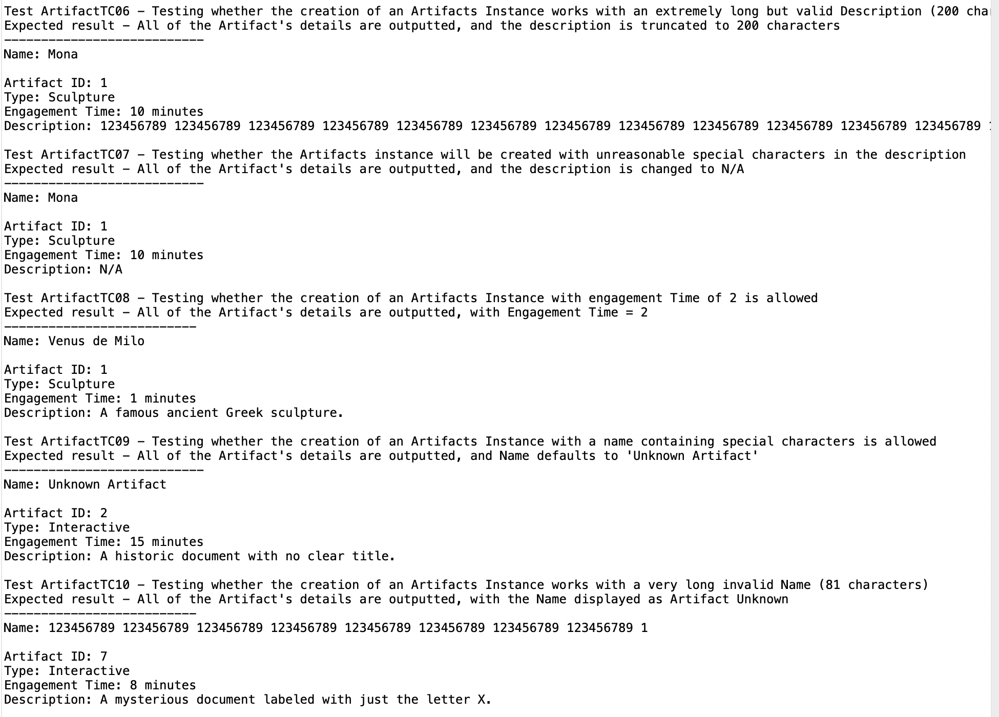 Test ArtifactTC06 – Testing whether the creation of an Artifacts Instance works with an extremely long but valid Description (200
Expected result – All of the Artifact's details are outputted, and the description is truncated to 200 characters
---------------------------
Name: Mona
Artifact ID: 1
Type: Sculpture
Engagement Time: 10 minutes
Description: 123456789 123456789 123456789 123456789 123456789 123456789 123456789 123456789 123456789 123456789 123456789 123456789
Test ArtifactTC07 – Testing whether the Artifacts instance will be created with unreasonable special characters in the description
Expected result – All of the Artifact's details are outputted, and the description is changed to N/A
---------------------------
Name: Mona
Artifact ID: 1
Type: Sculpture
Engagement Time: 10 minutes
Description: N/A
Test ArtifactTC08 – Testing whether the creation of an Artifacts Instance with engagement Time of 2 is allowed
Expected result – All of the Artifact's details are outputted, with Engagement Time = 2
--------------------------
Name: Venus de Milo
Artifact ID: 1
Type: Sculpture
Engagement Time: 1 minutes
Description: A famous ancient Greek sculpture.
Test ArtifactTC09 – Testing whether the creation of an Artifacts Instance with a name containing special characters is allowed
Expected result – All of the Artifact's details are outputted, and Name defaults to 'Unknown Artifact'
---------------------------
Name: Unknown Artifact
Artifact ID: 2
Type: Interactive
Engagement Time: 15 minutes
Description: A historic document with no clear title.
Test ArtifactTC10 – Testing whether the creation of an Artifacts Instance works with a very long invalid Name (81 characters)
Expected result – All of the Artifact's details are outputted, with the Name displayed as Artifact Unknown
--------------------------
Name: 123456789 123456789 123456789 123456789 123456789 123456789 123456789 123456789 1
Artifact ID: 7
Type: Interactive
Engagement Time: 8 minutes
Description: A mysterious document labeled with just the letter X.